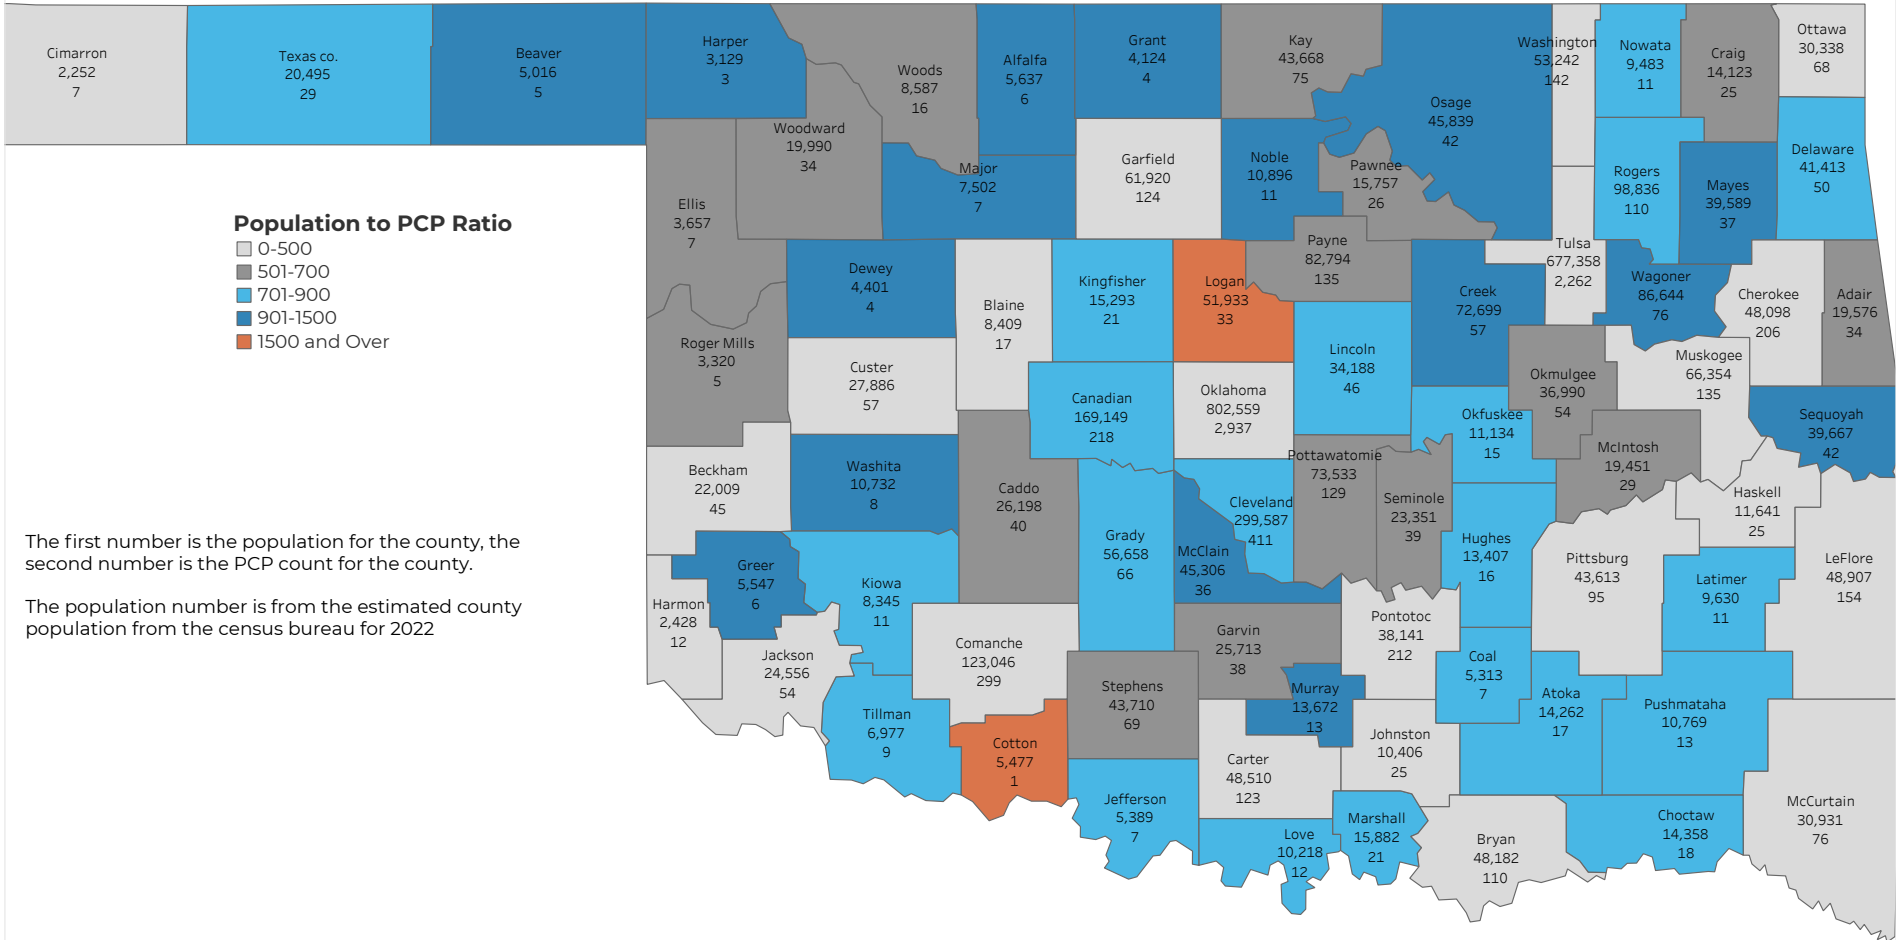 Cimarron
2,252
7
Texas co.
20,495
29
Beaver
5,016
5
Harper
3,129
3
Woods
8,587
16
Alfalfa
5,637
6
Grant
4,124
4
Kay
43,668
75
Osage
45,839
42
Washington
53,242
142
Nowata
9,483
11
Craig
14,123
25
Ottawa
30,338
68
Woodward
19,990
34
Major
7,502
7
Garfield
61,920
124
Noble
10,896
11
Pawnee
15,757
26
Rogers
98,836
110
Mayes
39,589
37
Delaware
41,413
50
Ellis
3,657
7
Population to PCP Ratio
0-500
501-700
701-900
901-1500
1500 and Over
Dewey
4,401
4
Blaine
8,409
17
Kingfisher
15,293
21
Logan
51,933
33
Payne
82,794
135
Creek
72,699
57
Tulsa
677,358
2,262
Wagoner
86,644
76
Cherokee
48,098
206
Adair
19,576
34
Roger Mills
3,320
5
Custer
27,886
57
Canadian
169,149
218
Oklahoma
802,559
2,937
Lincoln
34,188
46
Okfuskee
11,134
15
Okmulgee
36,990
54
Muskogee
66,354
135
Sequoyah
39,667
42
Beckham
22,009
45
Washita
10,732
8
Caddo
26,198
40
Grady
56,658
66
McClain
45,306
36
Cleveland
299,587
411
Pottawatomie
73,533
129
Seminole
23,351
39
Hughes
13,407
16
McIntosh
19,451
29
Haskell
11,641
25
Pittsburg
43,613
95
Latimer
9,630
11
LeFlore
48,907
154
The first number is the population for the county, the
second number is the PCP count for the county.
The population number is from the estimated county
population from the census bureau for 2022
Harmon
2,428
12
Greer
5,547
6
Kiowa
8,345
11
Jackson
24,556
54
Comanche
123,046
299
Stephens
43,710
69
Garvin
25,713
38
Murray
13,672
13
Pontotoc
38,141
212
Coal
5,313
7
Atoka
14,262
17
Pushmataha
10,769
13
Tillman
6,977
9
Cotton
5,477
1
Carter
48,510
123
Johnston
10,406
25
Jefferson
5,389
7
Love
10,218
12
Marshall
15,882
21
Bryan
48,182
110
Choctaw
14,358
18
McCurtain
30,931
76